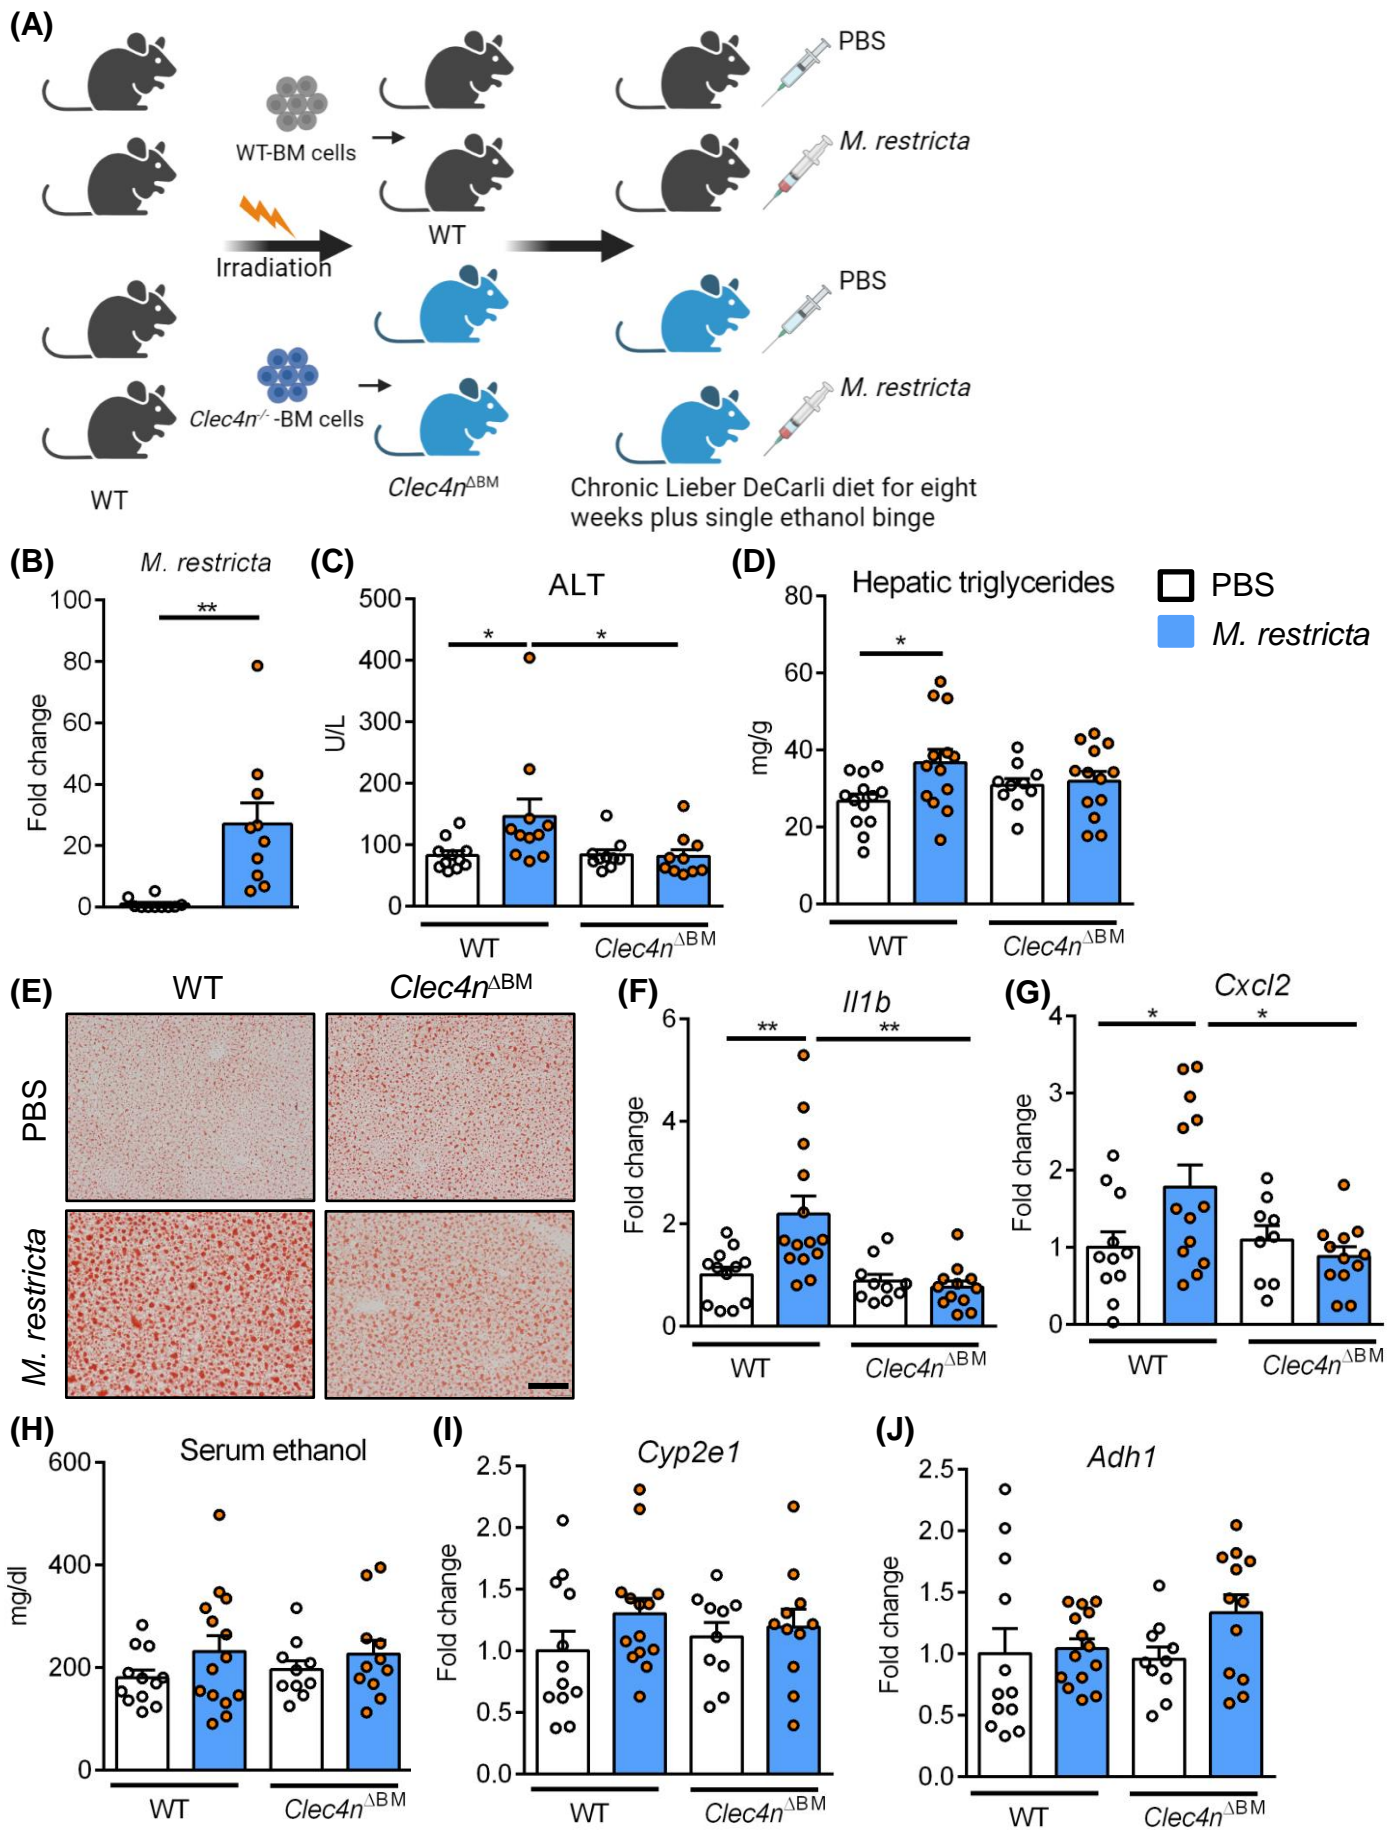 (A)
PBS
WT-BM cells
M. restricta
WT
Irradiation
PBS
Clec4n-/- -BM cells
M. restricta
WT
Clec4nΔBM
Chronic Lieber DeCarli diet for eight
weeks plus single ethanol binge
(B)
M. restricta
**
Fold change
100
80
60
40
20
0
(C)
ALT
* *
U/L
500
400
300
200
100
0
WT Clec4nΔBM
(D)
Hepatic triglycerides
*
mg/g
80
60
40
20
0
WT Clec4nΔBM
PBS
M. restricta
(E)
WT Clec4nΔBM
PBS
M. restricta
(F)
Il1b
** **
Fold change
6
4
2
0
WT Clec4nΔBM
(G)
Cxcl2
* *
Fold change
4
3
2
1
0
WT Clec4nΔBM
(H)
Serum ethanol
mg/dl
600
400
200
0
WT Clec4nΔBM
(I)
Cyp2e1
Fold change
2.5
2.0
1.5
1.0
0.5
0.0
WT Clec4nΔBM
(J)
Adh1
Fold change
2.5
2.0
1.5
1.0
0.5
0.0
WT Clec4nΔBM